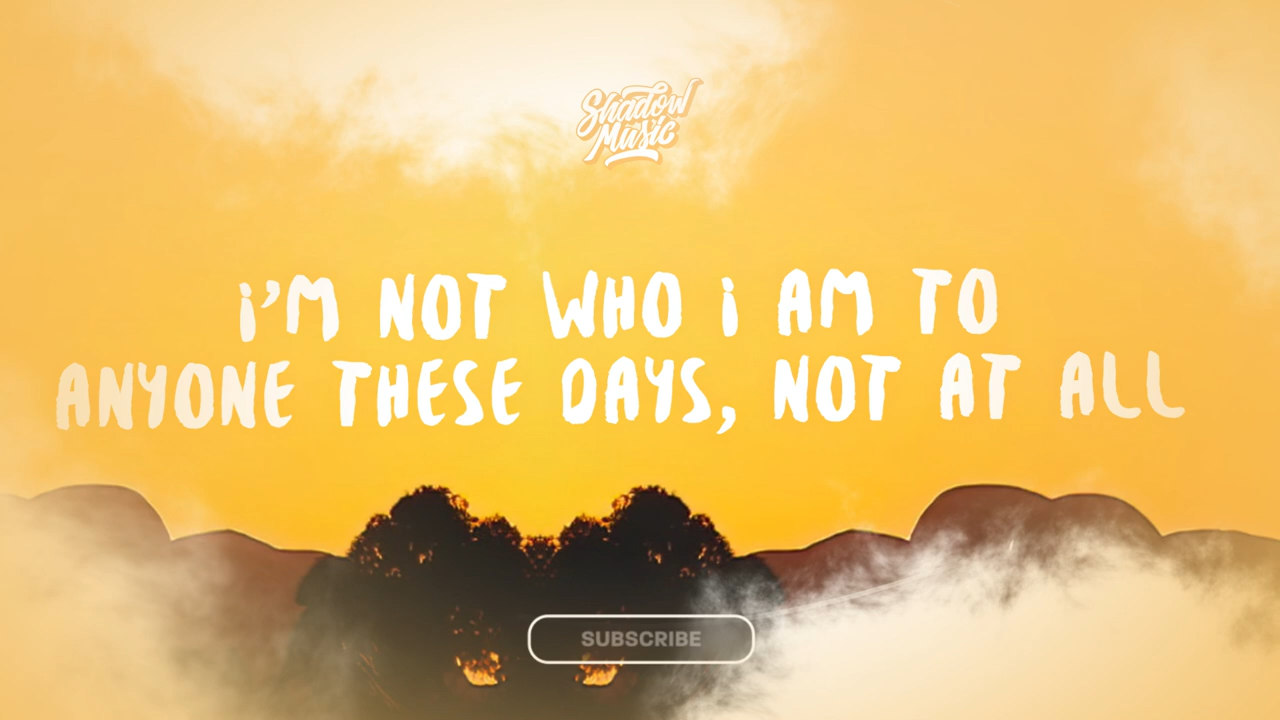 Shadow
Music
i'M NOT WHO i AM TO
ANYONE THESE DAYS, NOT AT ALL
SUBSCRIBE